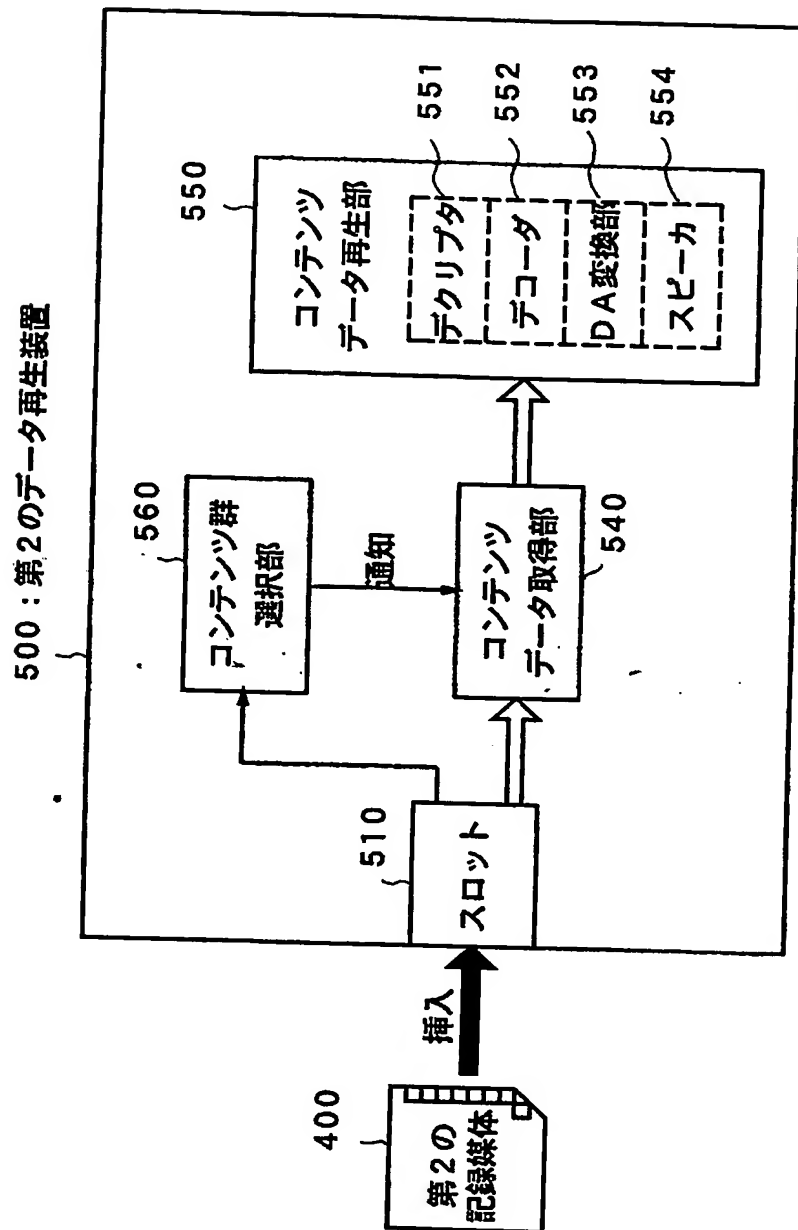 500:第2のデータ再生装置
400
第2の
記録媒体
挿入
510
スロット
560
コンテンツ群
選択部
通知
コンテンツ
データ取得部
540
550
コンテンツ
データ再生部
デクリプタ
551
デコーダ
552
DA変換部
553
スピーカ
554